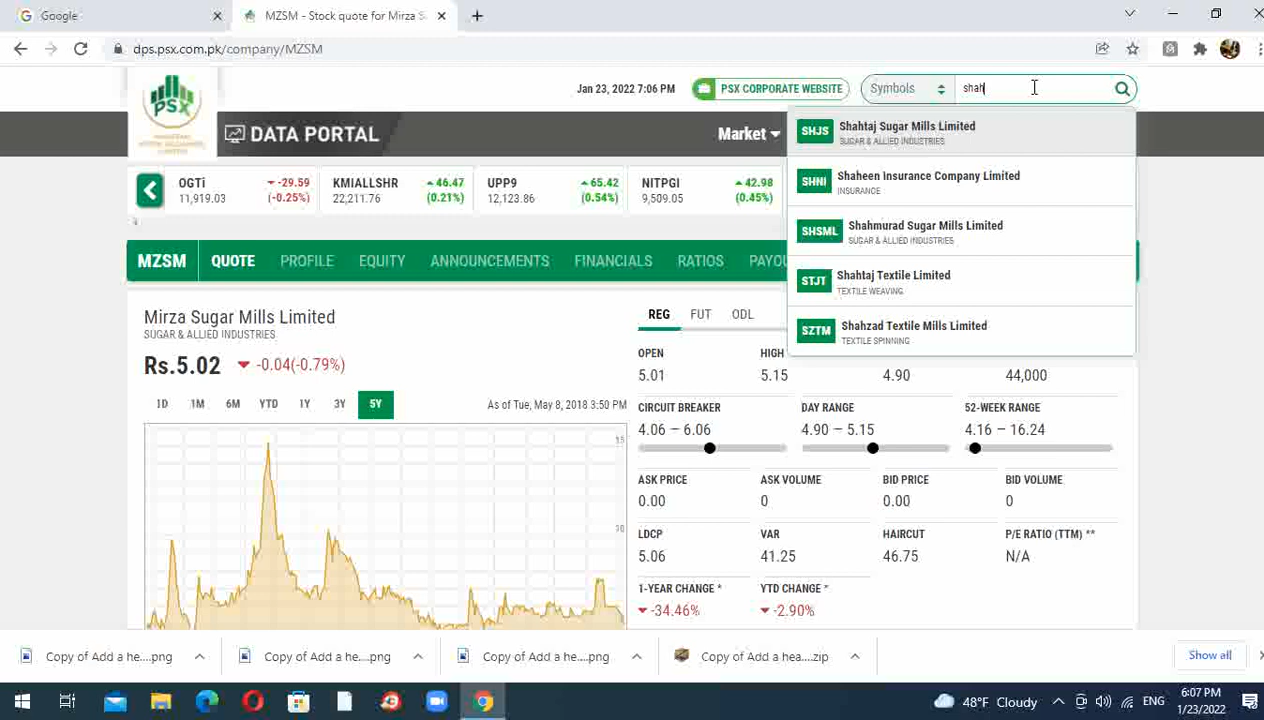 Google
MZSM - Stock quote for Mirza S
dps.psx.com.pk/company/MZSM
PSX
Jan 23, 2022 7:06 PM
PSX CORPORATE WEBSITE
Symbols
shah
DATA PORTAL
Market
SHJS Shahtaj Sugar Mills Limited
SUGAR & ALLIED INDUSTRIES
SHNI Shaheen Insurance Company Limited
INSURANCE
SHSML Shahmurad Sugar Mills Limited
SUGAR & ALLIED INDUSTRIES
STJT Shahtaj Textile Limited
TEXTILE WEAVING
SZTM Shahzad Textile Mills Limited
TEXTILE SPINNING
OGTi -29.59
11,919.03 (-0.25%)
KMIALLSHR 46.47
22,211.76 (0.21%)
UPP9 65.42
12,123.86 (0.54%)
NITPGI 42.98
9,509.05 (0.45%)
MZSM QUOTE PROFILE EQUITY ANNOUNCEMENTS FINANCIALS RATIOS PAYOU
Mirza Sugar Mills Limited
SUGAR & ALLIED INDUSTRIES
Rs.5.02 -0.04(-0.79%)
1D 1M 6M YTD 1Y 3Y 5Y
As of Tue, May 8, 2018 3:50 PM
15
10
REG FUT ODL
OPEN HIGH
5.01 5.15 4.90 44,000
CIRCUIT BREAKER DAY RANGE 52-WEEK RANGE
4.06 — 6.06 4.90 — 5.15 4.16 — 16.24
ASK PRICE ASK VOLUME BID PRICE BID VOLUME
0.00 0 0.00 0
LDCP VAR HAIRCUT P/E RATIO (TTM) **
5.06 41.25 46.75 N/A
1-YEAR CHANGE * YTD CHANGE *
-34.46% -2.90%
Copy of Add a he....png
Copy of Add a he....png
Copy of Add a he....png
Copy of Add a hea....zip
Show all
48°F Cloudy
ENG
6:07 PM
1/23/2022